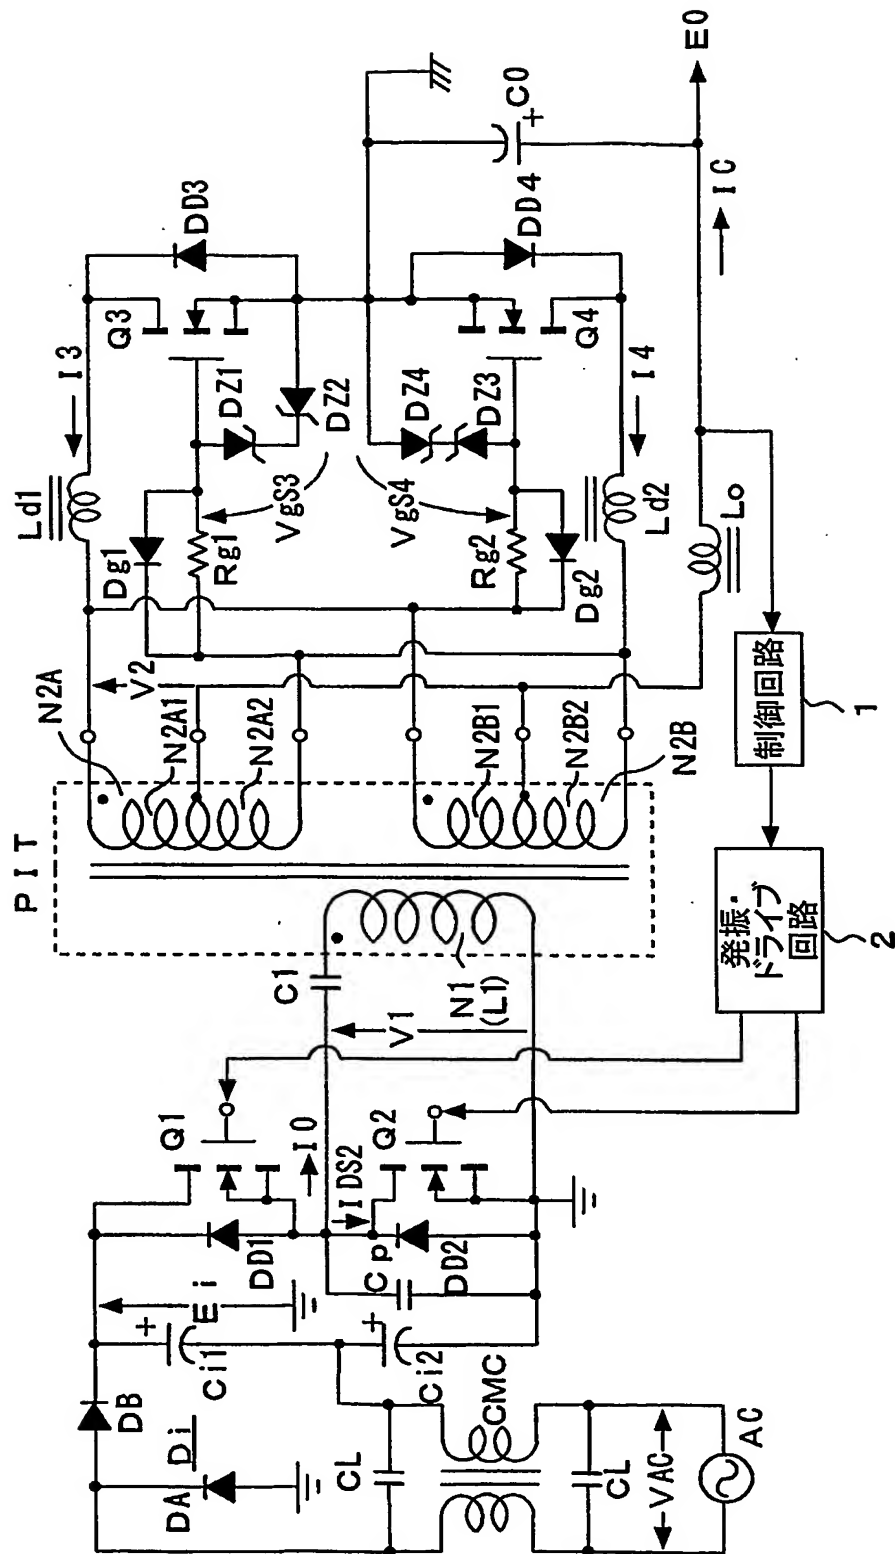 PIT
N2A
N2A1
N2A2
N2B1
N2B2
N2B
V2
Ld1
I3
Dg1
Rg1
VgS3
Q3
DD3
DZ1
DZ2
VgS4
DZ4
DZ3
Rg2
Dg2
Q4
DD4
Ld2
I4
C0
+
E0
IC
Lo
制御回路
1
発振・
ドライブ
回路
2
C1
V1
N1
(L1)
Q1
I0
DD1
IDS2
Q2
Cp
DD2
Ei
+
Ci1
+
Ci2
DB
Di
DA
CL
CMC
CL
VAC
AC